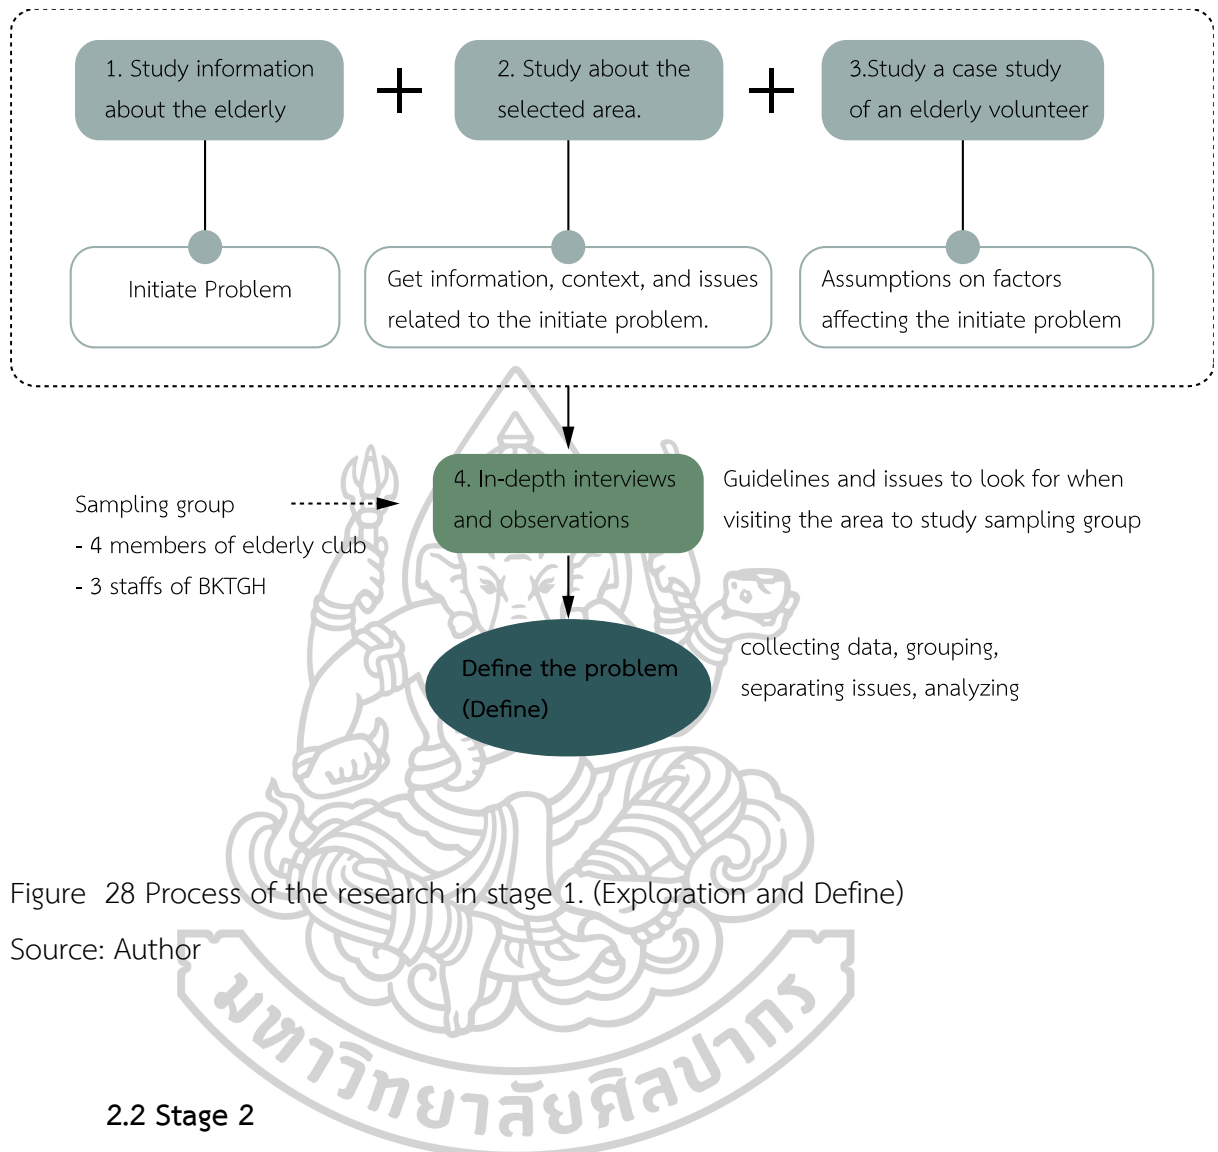 1. Study information
about the elderly
2. Study about the
selected area.
3.Study a case study
of an elderly volunteer
Initiate Problem
Get information, context, and issues
related to the initiate problem.
Assumptions on factors
affecting the initiate problem
Sampling group
- 4 members of elderly club
- 3 staffs of BKTGH
4. In-depth interviews
and observations
Guidelines and issues to look for when
visiting the area to study sampling group
Define the problem
(Define)
collecting data, grouping,
separating issues, analyzing
Figure  28 Process of the research in stage 1. (Exploration and Define)
Source: Author
มหาวิทยาลัยศิลปากร
2.2 Stage 2